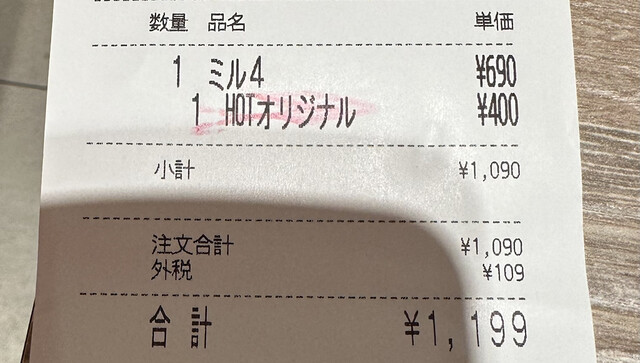 数量 品名 単価
1 ミル4 ¥690
1 HOTオリジナル ¥400
小計 ¥1,090
注文合計 ¥1,090
外税 ¥109
合計 ¥1,199